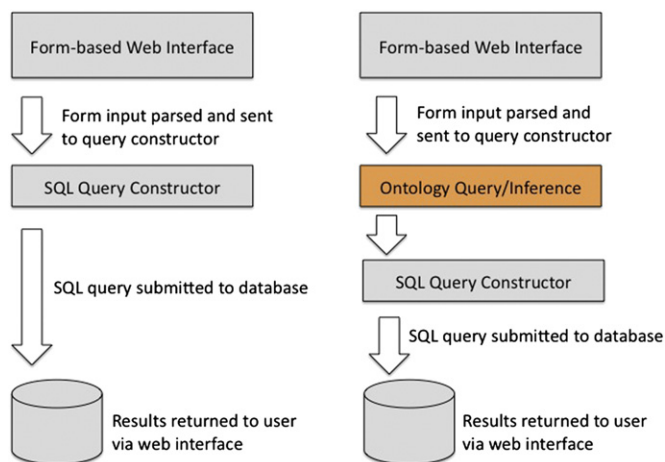 Form-based Web Interface
Form input parsed and sent
to query constructor
SQL Query Constructor
SQL query submitted to database
Results returned to user
via web interface
Form-based Web Interface
Form input parsed and
sent to query constructor
Ontology Query/Inference
SQL Query Constructor
SQL query submitted to database
Results returned to user
via web interface